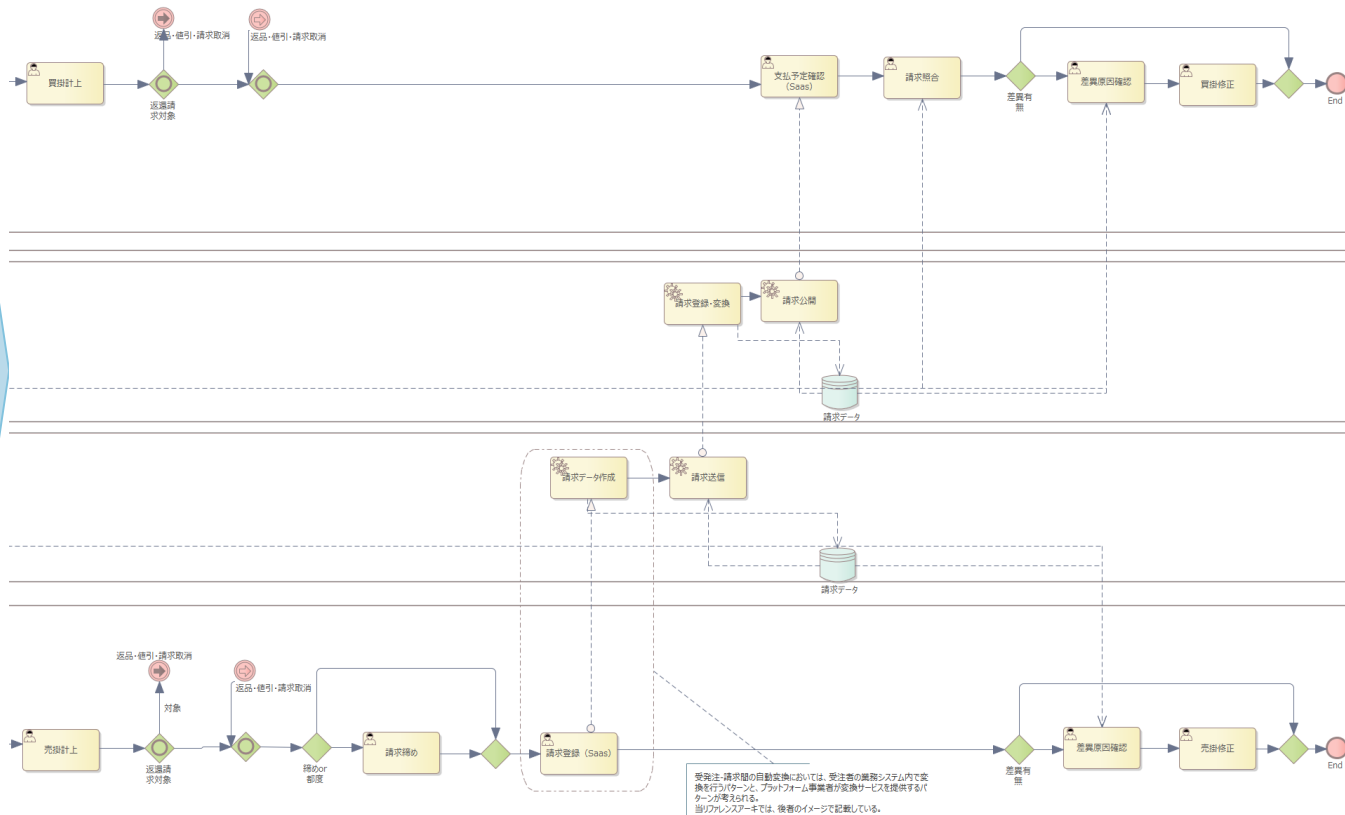 返品・値引・請求取消
返品・値引・請求取消
買掛計上
返還請
求対象
支払予定確認
(Saas)
請求照合
差異有
無
差異原因確認
買掛修正
End
請求登録・変換
請求公開
請求データ
請求データ作成
請求送信
請求データ
返品・値引・請求取消
返品・値引・請求取消
対象
売掛計上
返還請
求対象
締めor
都度
請求締め
請求登録（Saas）
差異有
無
差異原因確認
売掛修正
End
受発注-請求間の自動変換においては、受注者の業務システム内で変
換を行うパターンと、プラットフォーム事業者が変換サービスを提供するパ
ターンが考えられる。
当リファレンスアーキでは、後者のイメージで記載している。